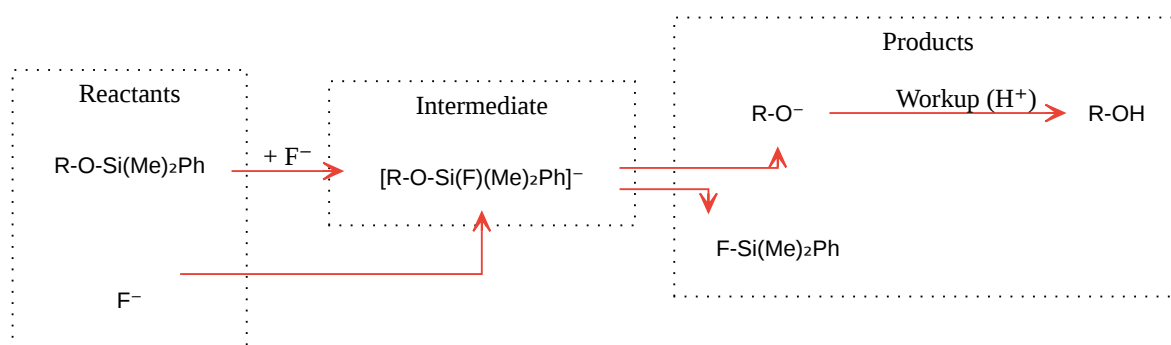 Products
Reactants
Intermediate
Workup (H⁺)
R-O⁻
R-OH
+ F⁻
R-O-Si(Me)₂Ph
[R-O-Si(F)(Me)₂Ph]⁻
F-Si(Me)₂Ph
F⁻